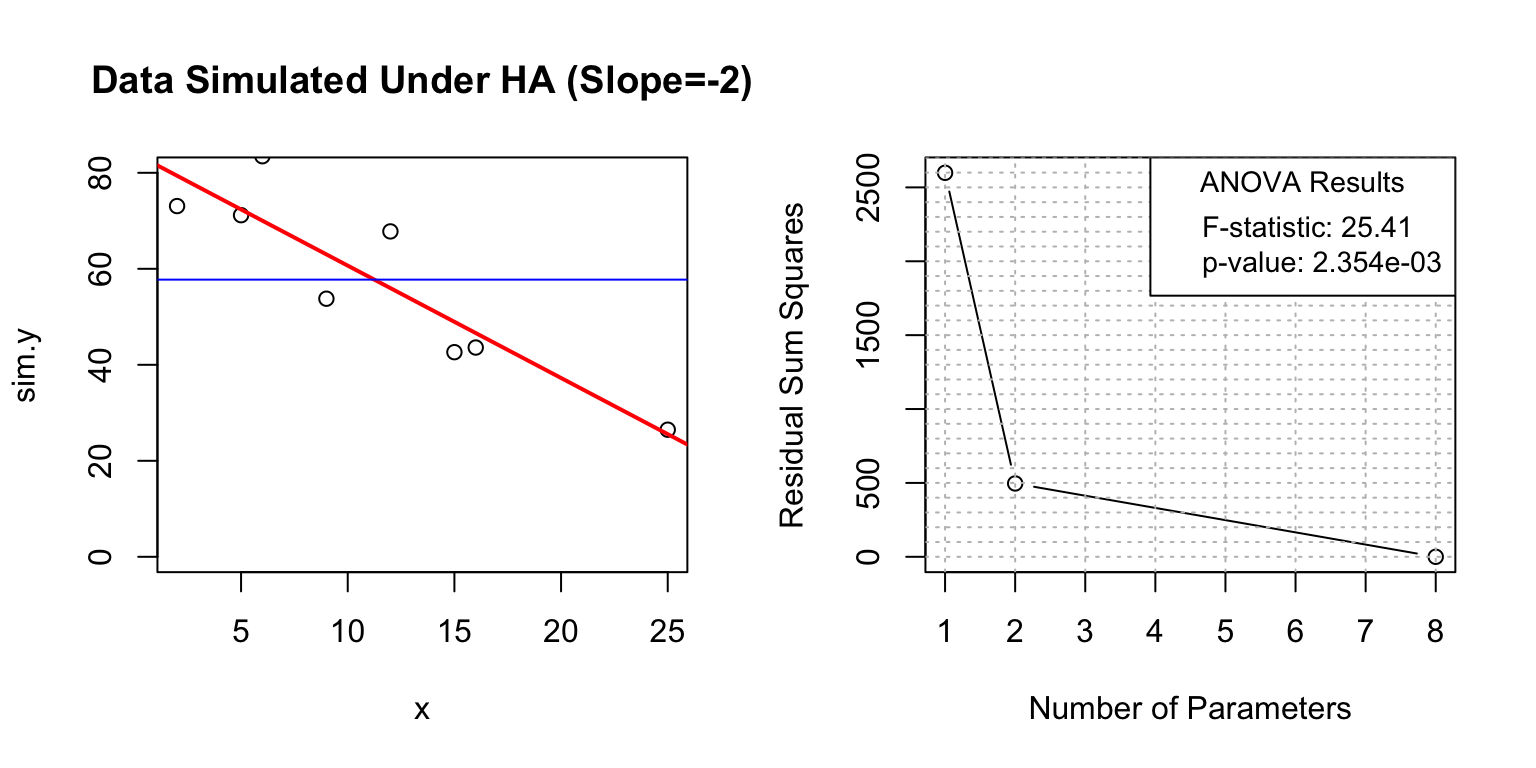 Data Simulated Under HA (Slope=-2)
sim.y
80
60
40
20
0
5 10 15 20 25
x
Residual Sum Squares
2500
1500
500
0
ANOVA Results
F-statistic: 25.41
p-value: 2.354e-03
1 2 3 4 5 6 7 8
Number of Parameters